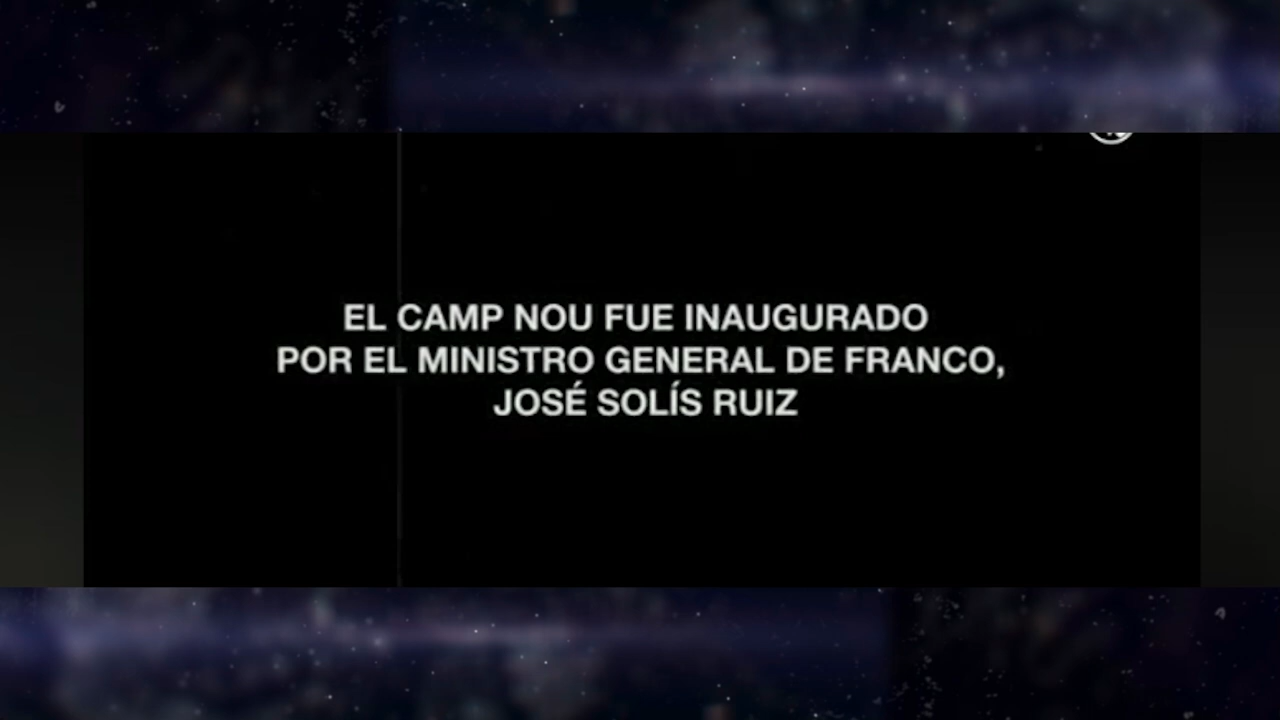 EL CAMP NOU FUE INAUGURADO
POR EL MINISTRO GENERAL DE FRANCO,
JOSÉ SOLÍS RUIZ